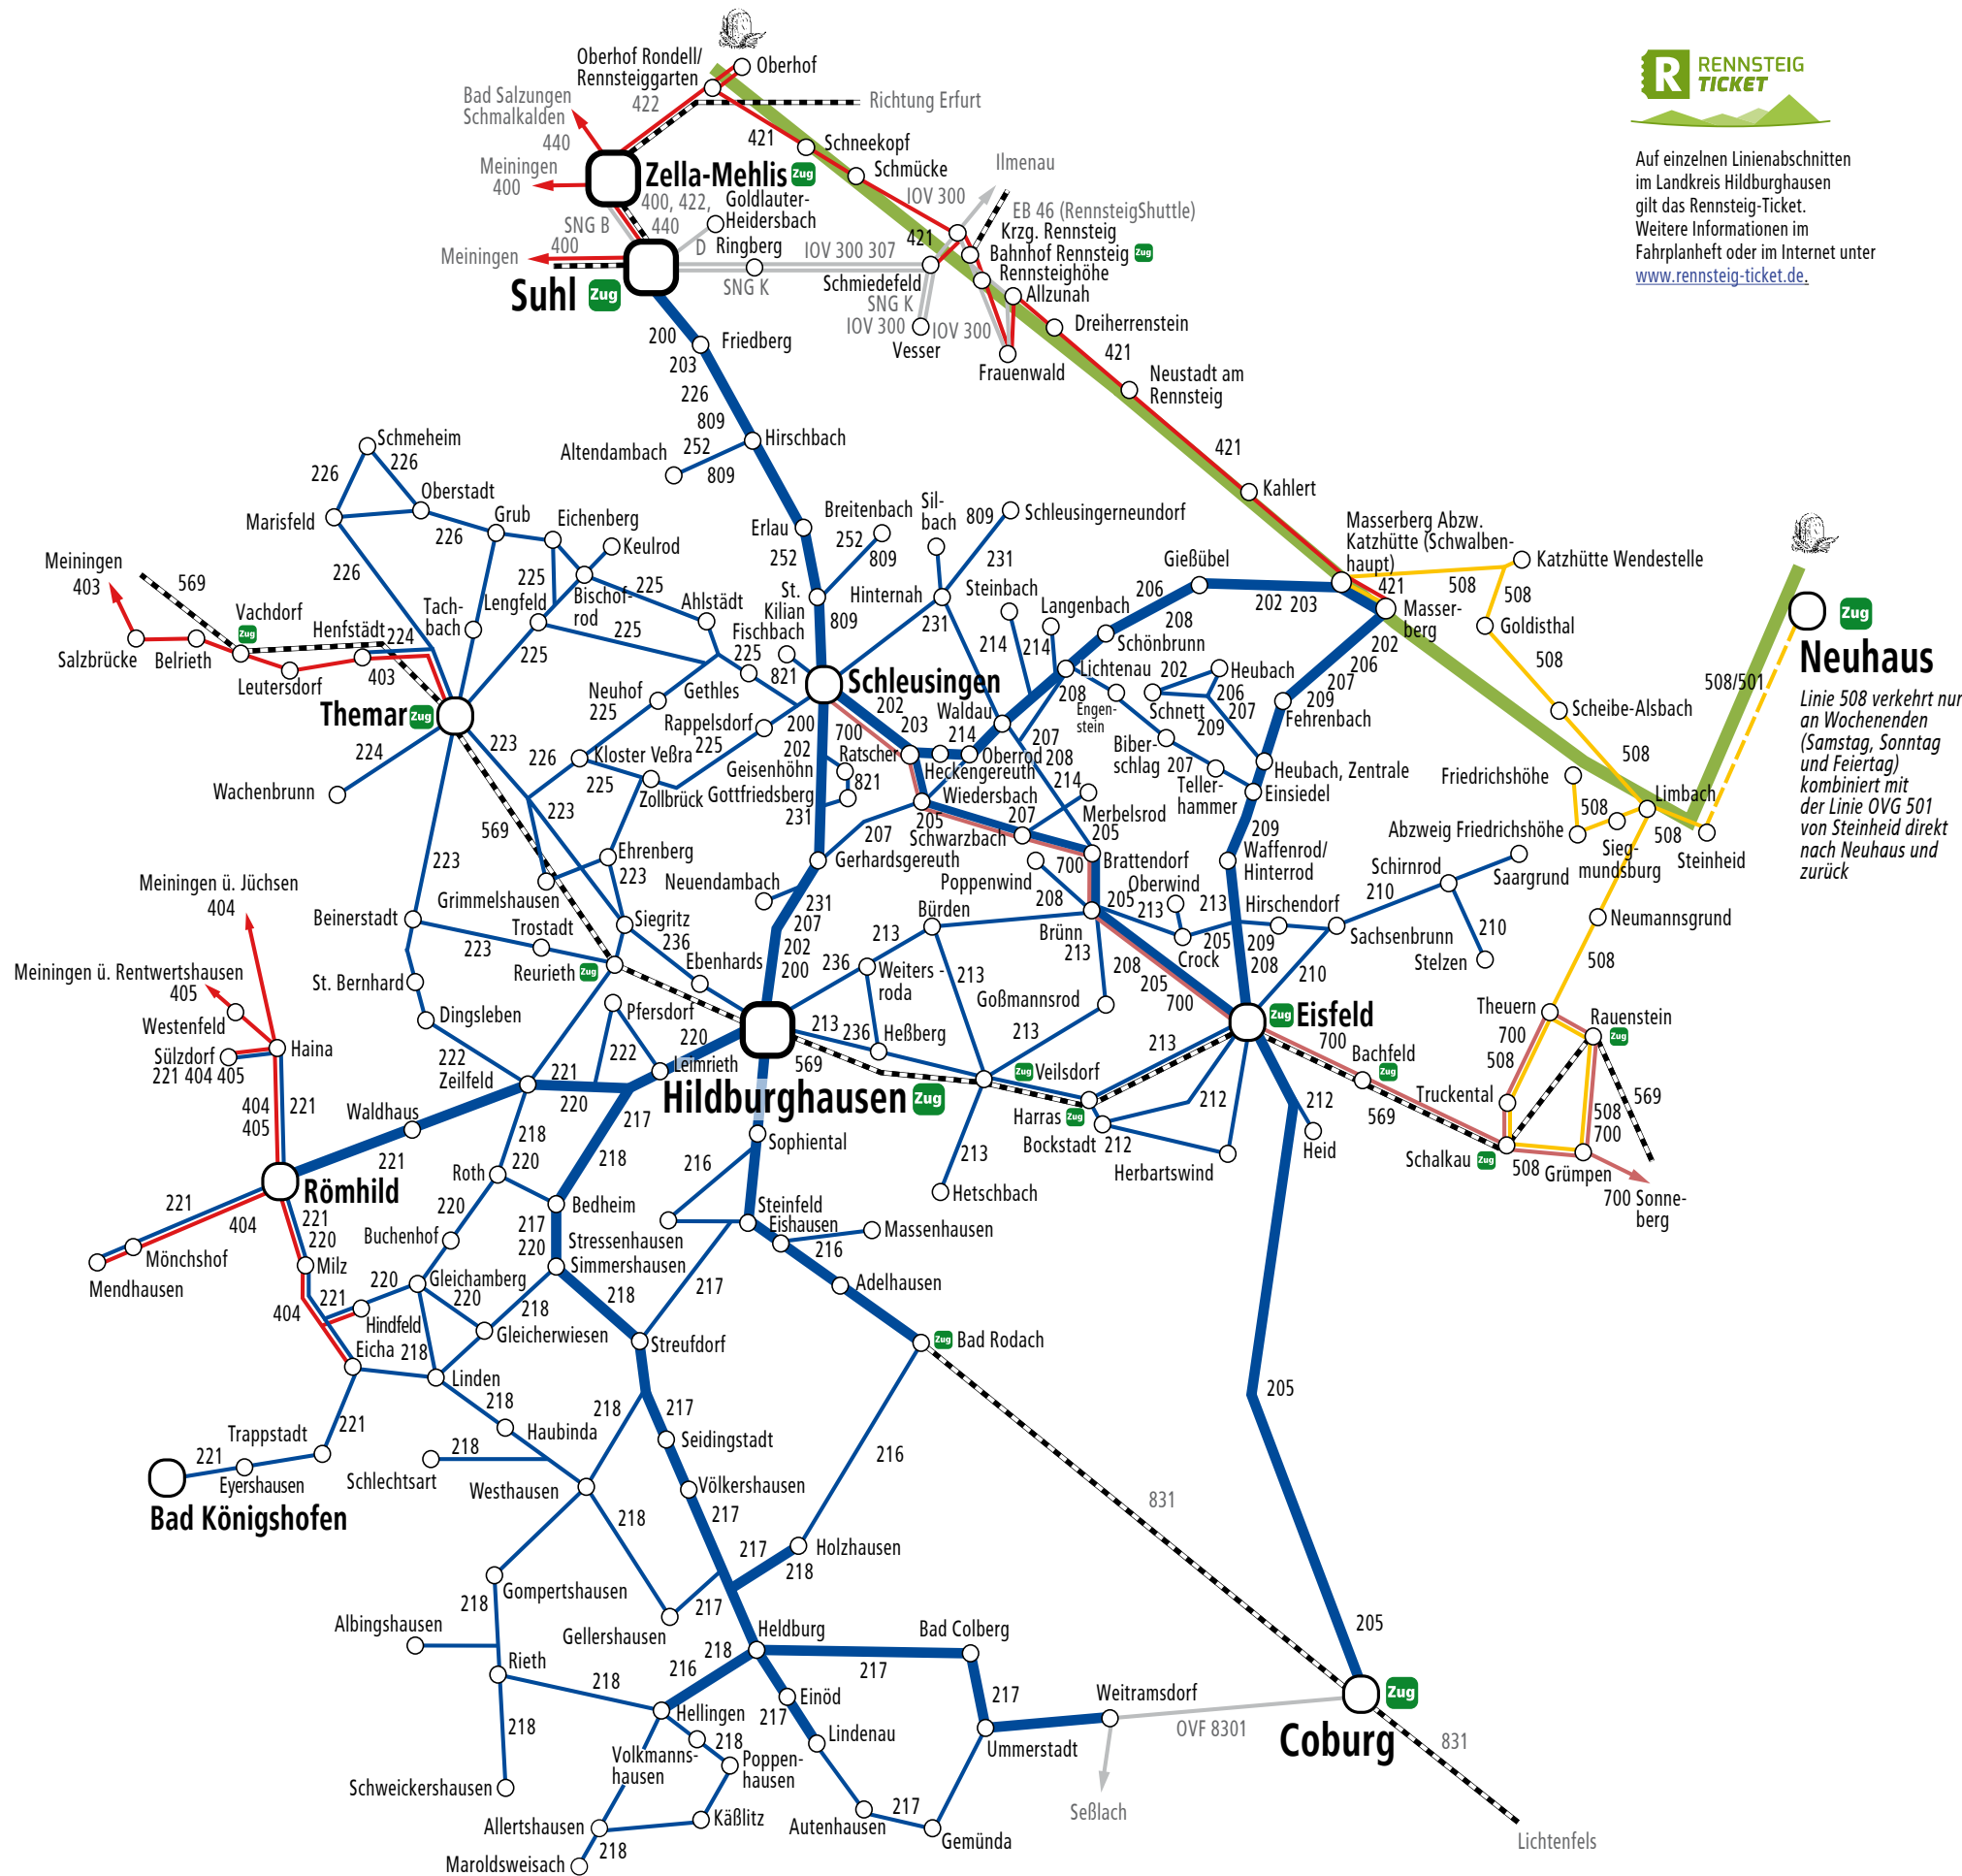 Oberhof Rondell/
Rennsteiggarten
Oberhof
R RENNSTEIG
TICKET
Bad Salzungen
Schmalkalden
422
Richtung Erfurt
440
421
Schneekopf
Auf einzelnen Linienabschnitten
im Landkreis Hildburghausen
gilt das Rennsteig-Ticket.
Weitere Informationen im
Fahrplanheft oder im Internet unter
www.rennsteig-ticket.de.
Meiningen
400
Zella-Mehlis Zug
Schmücke
Ilmenau
IOV 300
400, 422,
440
Goldlauter-
Heidersbach
SNG B
EB 46 (RennsteigShuttle)
Krzg. Rennsteig
421
Bahnhof Rennsteig Zug
Rennsteighöhe
Meiningen
400
D
Ringberg
IOV 300 307
SNG K
Schmiedefeld
Allzunah
Suhl Zug
SNG K
IOV 300
IOV 300
Vesser
Dreiherrenstein
421
Frauenwald
200
Friedberg
203
226
809
Neustadt am
Rennsteig
421
Hirschbach
Altendambach
252
809
Kahlert
Schmeheim
226
226
Oberstadt
Marisfeld
Grub
226
Eichenberg
Keulrod
226
225
Erlau
252
Breitenbach
252
809
Sil-
bach
809
Schleusingerneundorf
231
Masserberg Abzw.
Katzhütte (Schwalben-
haupt)
Katzhütte Wendestelle
508
508
421
Gießübel
206
202 203
208
Masser-
berg
Goldisthal
202
508
Meiningen
403
569
Vachdorf
Zug
Henfstädt
224
Salzbrücke
Belrieth
Leutersdorf
403
Tach-
bach
Lengfeld
Bischof-
rod
225
225
225
Ahlstädt
Fischbach
225
821
St.
Kilian
809
Hinternah
231
Steinbach
214
Langenbach
214
208
Schönbrunn
Lichtenau
208
Engen-
stein
202
Heubach
206
207
Schnett
209
206
207
209
Fehrenbach
Neuhaus
Zug
508/501
Linie 508 verkehrt nur
an Wochenenden
(Samstag, Sonntag
und Feiertag)
kombiniert mit
der Linie OVG 501
von Steinheid direkt
nach Neuhaus und
zurück
Scheibe-Alsbach
508
Themar Zug
Neuhof
225
Gethles
Rappelsdorf
225
Schleusingen
202
203
Waldau
214
200
700
202
Ratscher
Heckengereuth
Oberrod
207
208
Biber-
schlag
207
Teller-
hammer
Heubach, Zentrale
Einsiedel
224
223
Wachenbrunn
226
Kloster Veßra
225
Zollbrück
223
569
Geisenhöhn
Gottfriedsberg
821
231
Wiedersbach
205
207
214
Merbelsrod
207
Schwarzbach
205
Friedrichshöhe
Limbach
508
508
Abzweig Friedrichshöhe
Sieg-
mundsburg
Steinheid
209
Waffenrod/
Hinterrod
223
Ehrenberg
223
Grimmelshausen
Neuendambach
231
Gerhardsgereuth
Poppenwind
700
Brattendorf
208
Oberwind
213
213
205
Schirnrod
210
Saargrund
Meiningen ü. Jüchsen
404
Beinerstadt
Trostadt
223
Siegritz
236
207
202
200
Bürden
213
Brünn
213
205
Crock
Hirschendorf
209
208
Sachsenbrunn
210
Stelzen
Neumannsgrund
508
Meiningen ü. Rentwertshausen
405
Reurieth Zug
Ebenhards
236
Weiters -
roda
213
208
205
700
210
St. Bernhard
Goßmannsrod
Westenfeld
Dingsleben
Pfersdorf
220
213
236
Heßberg
213
Zug Eisfeld
Theuern
Rauenstein
Zug
Sülzdorf
221 404 405
Haina
222
Zeilfeld
221
222
Leimrieth
569
213
700
Bachfeld
Zug
700
508
404
405
221
Waldhaus
220
217
Hildburghausen Zug
Zug Veilsdorf
Harras
Zug
Bockstadt
212
212
212
Heid
569
Truckental
508
700
569
221
218
Sophiental
213
Herbartswind
Schalkau Zug
508
Grümpen
Römhild
Roth
220
218
216
Hetschbach
700 Sonne-
berg
221
404
221
220
220
Bedheim
217
220
Steinfeld
Eishausen
Massenhausen
216
Mönchshof
Mendhausen
Milz
Buchenhof
Stressenhausen
Simmershausen
217
Adelhausen
220
Gleichamberg
220
221
404
218
218
Hindfeld
Gleicherwiesen
Streufdorf
Zug Bad Rodach
Eicha
218
Linden
218
218
217
205
Trappstadt
221
Haubinda
Seidingstadt
221
Eyershausen
218
Schlechtsart
216
Bad Königshofen
Westhausen
Völkershausen
831
218
217
217
Holzhausen
218
Gompertshausen
218
217
Albingshausen
Gellershausen
Heldburg
Bad Colberg
205
Rieth
218
218
216
217
217
Weitramsdorf
Zug
OVF 8301
Coburg
Einöd
217
218
Hellingen
218
Lindenau
Ummerstadt
831
Volkmanns-
hausen
Poppen-
hausen
Schweickershausen
Seßlach
217
Käßlitz
Autenhausen
Allertshausen
Gemünda
Lichtenfels
218
Maroldsweisach